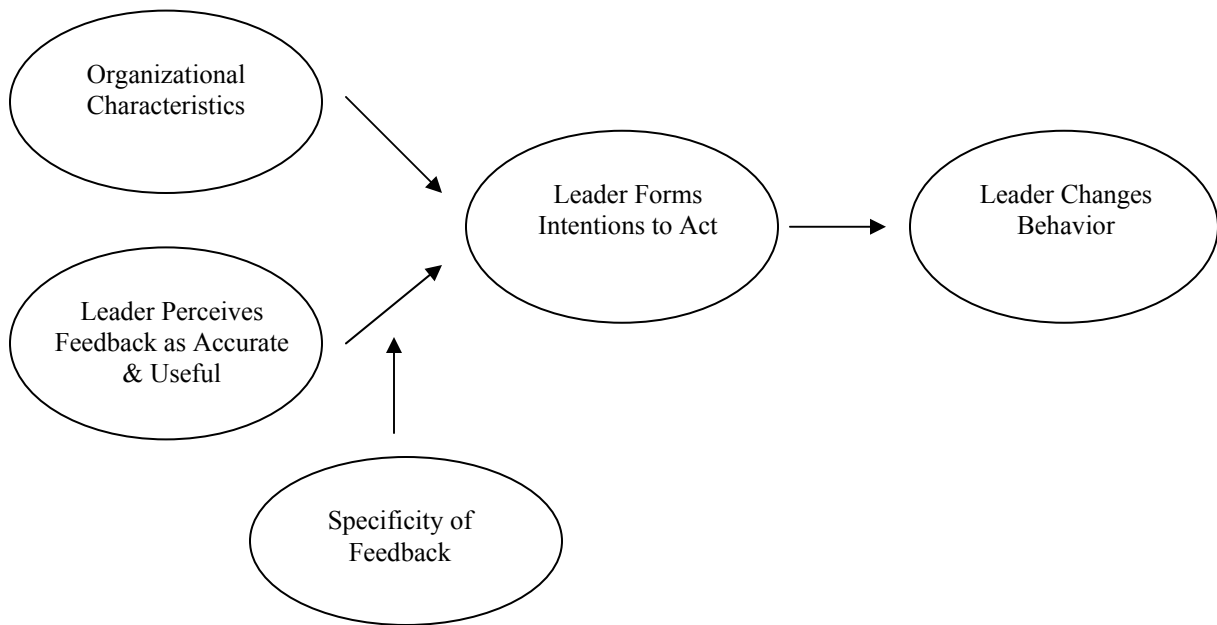 Organizational
Characteristics
Leader Forms
Intentions to Act
Leader Changes
Behavior
Leader Perceives
Feedback as Accurate
& Useful
Specificity of
Feedback